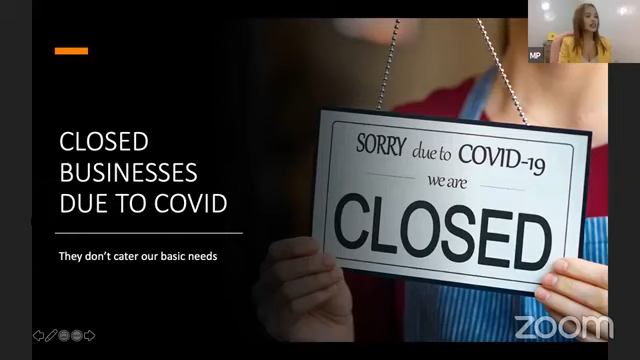 CLOSED
BUSINESSES
DUE TO COVID
They don't cater our basic needs
SORRY due to COVID-19
we are
CLOSED
MP
zoom